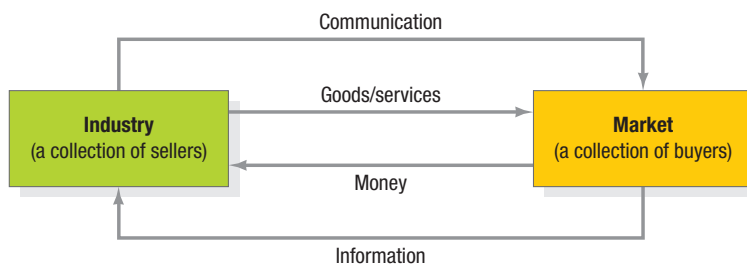 Communication
Goods/services
Industry
(a collection of sellers)
Market
(a collection of buyers)
Money
Information